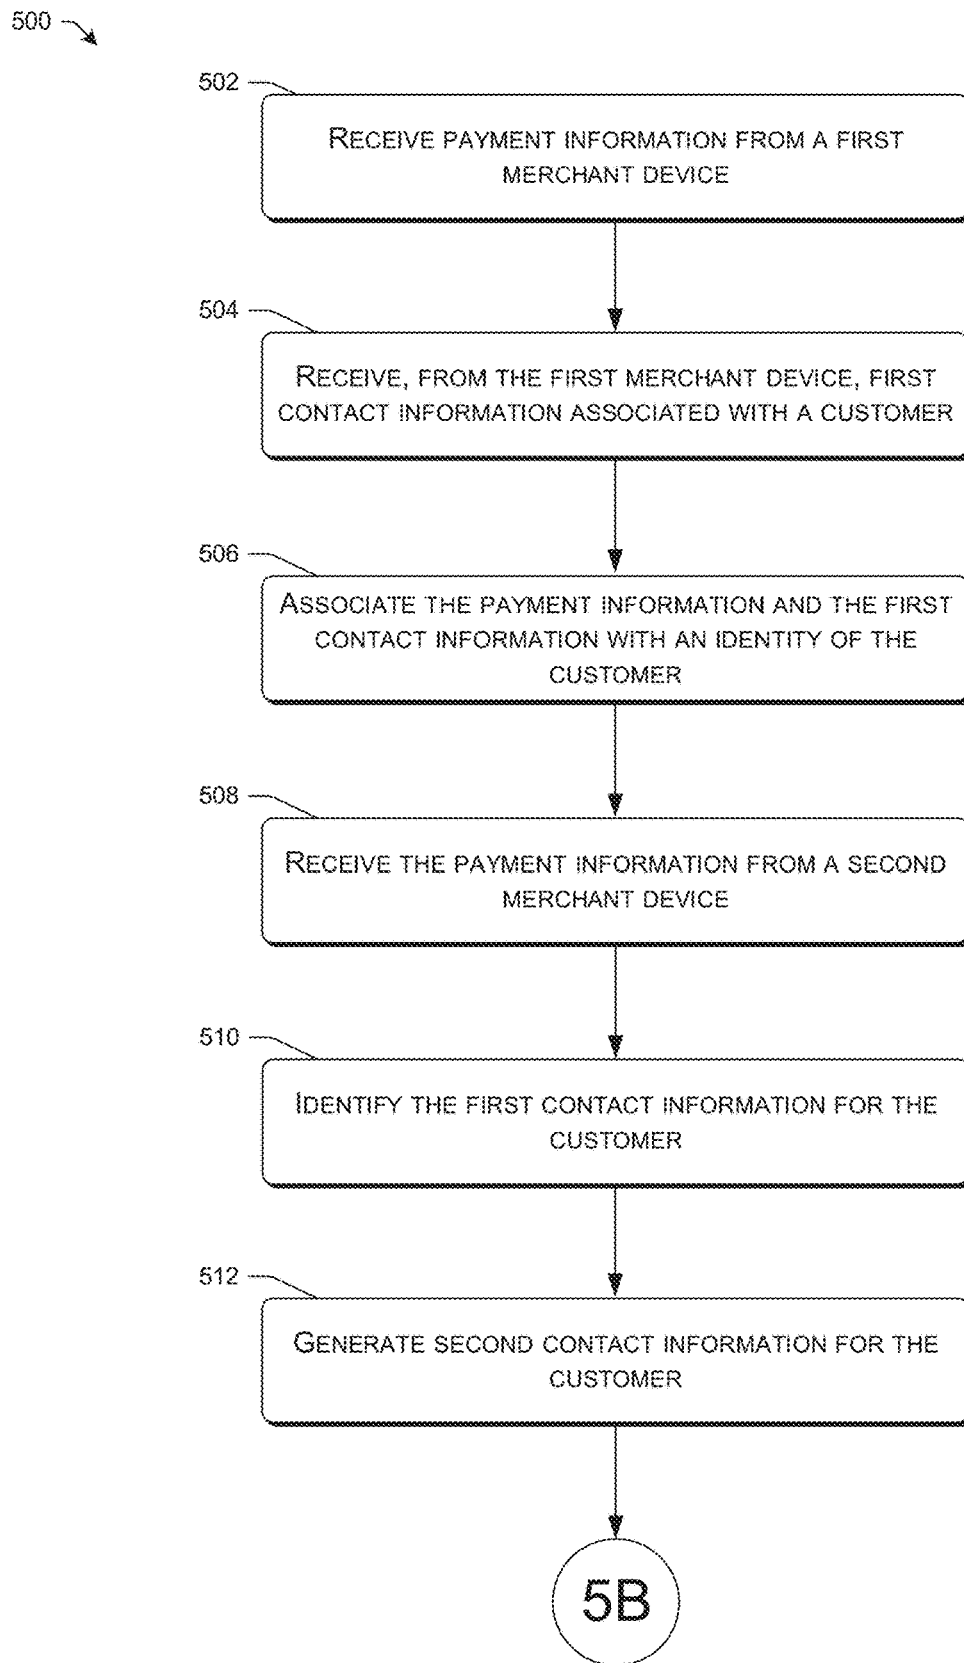 500
502
RECEIVE PAYMENT INFORMATION FROM A FIRST
MERCHANT DEVICE
504
RECEIVE, FROM THE FIRST MERCHANT DEVICE, FIRST
CONTACT INFORMATION ASSOCIATED WITH A CUSTOMER
506
ASSOCIATE THE PAYMENT INFORMATION AND THE FIRST
CONTACT INFORMATION WITH AN IDENTITY OF THE
CUSTOMER
508
RECEIVE THE PAYMENT INFORMATION FROM A SECOND
MERCHANT DEVICE
510
IDENTIFY THE FIRST CONTACT INFORMATION FOR THE
CUSTOMER
512
GENERATE SECOND CONTACT INFORMATION FOR THE
CUSTOMER
5B